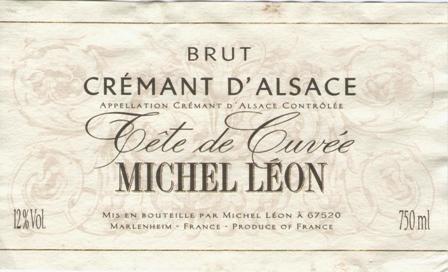 BRUT
CRÉMANT D'ALSACE
APPELLATION CRÉMANT D'ALSACE CONTRÔLÉE
Tête de Cuvée
MICHEL LÉON
12% Vol.
MIS EN BOUTEILLE PAR MICHEL LÉON À 67520
MARLENHEIM - FRANCE - PRODUCE OF FRANCE
750 ml